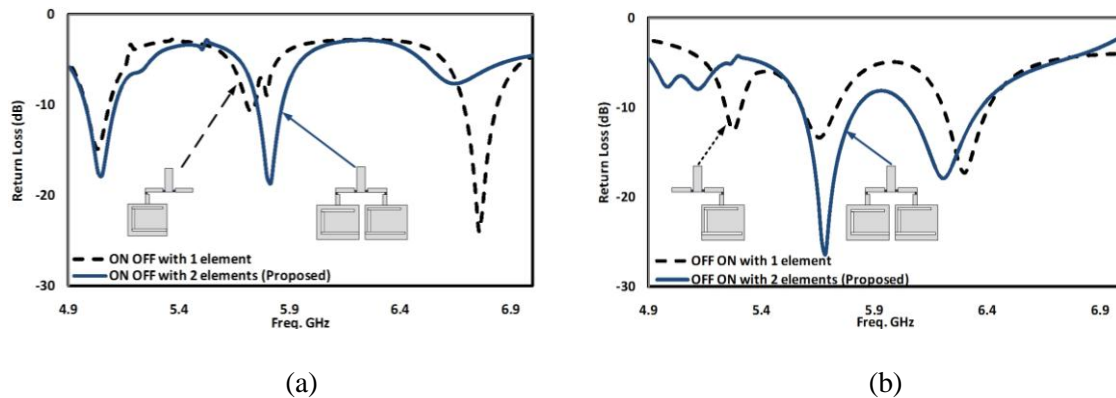 0
-10
-20
-30
Return Loss (dB)
ON OFF with 1 element
ON OFF with 2 elements (Proposed)
4.9 5.4 5.9 6.4 6.9
Freq. GHz
(a)
0
-10
-20
-30
Return Loss (dB)
OFF ON with 1 element
OFF ON with 2 elements (Proposed)
4.9 5.4 5.9 6.4 6.9
Freq. GHz
(b)